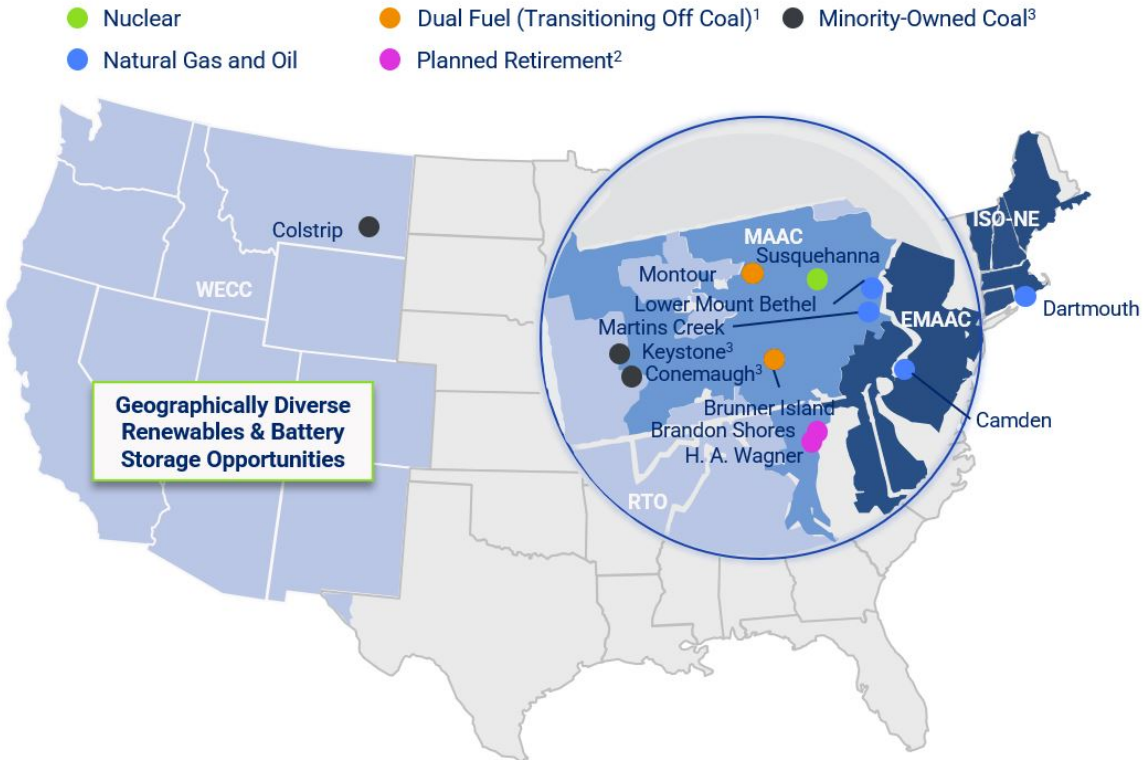 Nuclear
Dual Fuel (Transitioning Off Coal)¹
Minority-Owned Coal³
Natural Gas and Oil
Planned Retirement²
ISO-NE
Colstrip
MAAC
Susquehanna
Montour
WECC
Lower Mount Bethel
Dartmouth
EMAAC
Martins Creek
Keystone³
Conemaugh³
Geographically Diverse
Renewables & Battery
Storage Opportunities
Brunner Island
Camden
Brandon Shores
H. A. Wagner
RTO